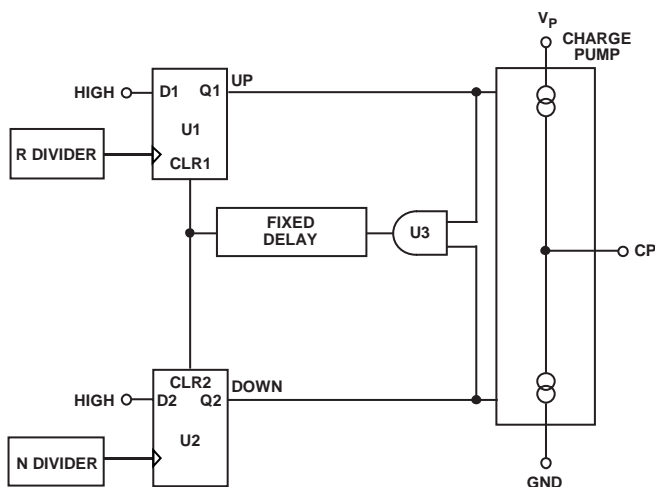 V_P
CHARGE
PUMP
UP
HIGH
D1
Q1
U1
R DIVIDER
CLR1
FIXED
DELAY
U3
CP
CLR2
DOWN
HIGH
D2
Q2
U2
N DIVIDER
GND